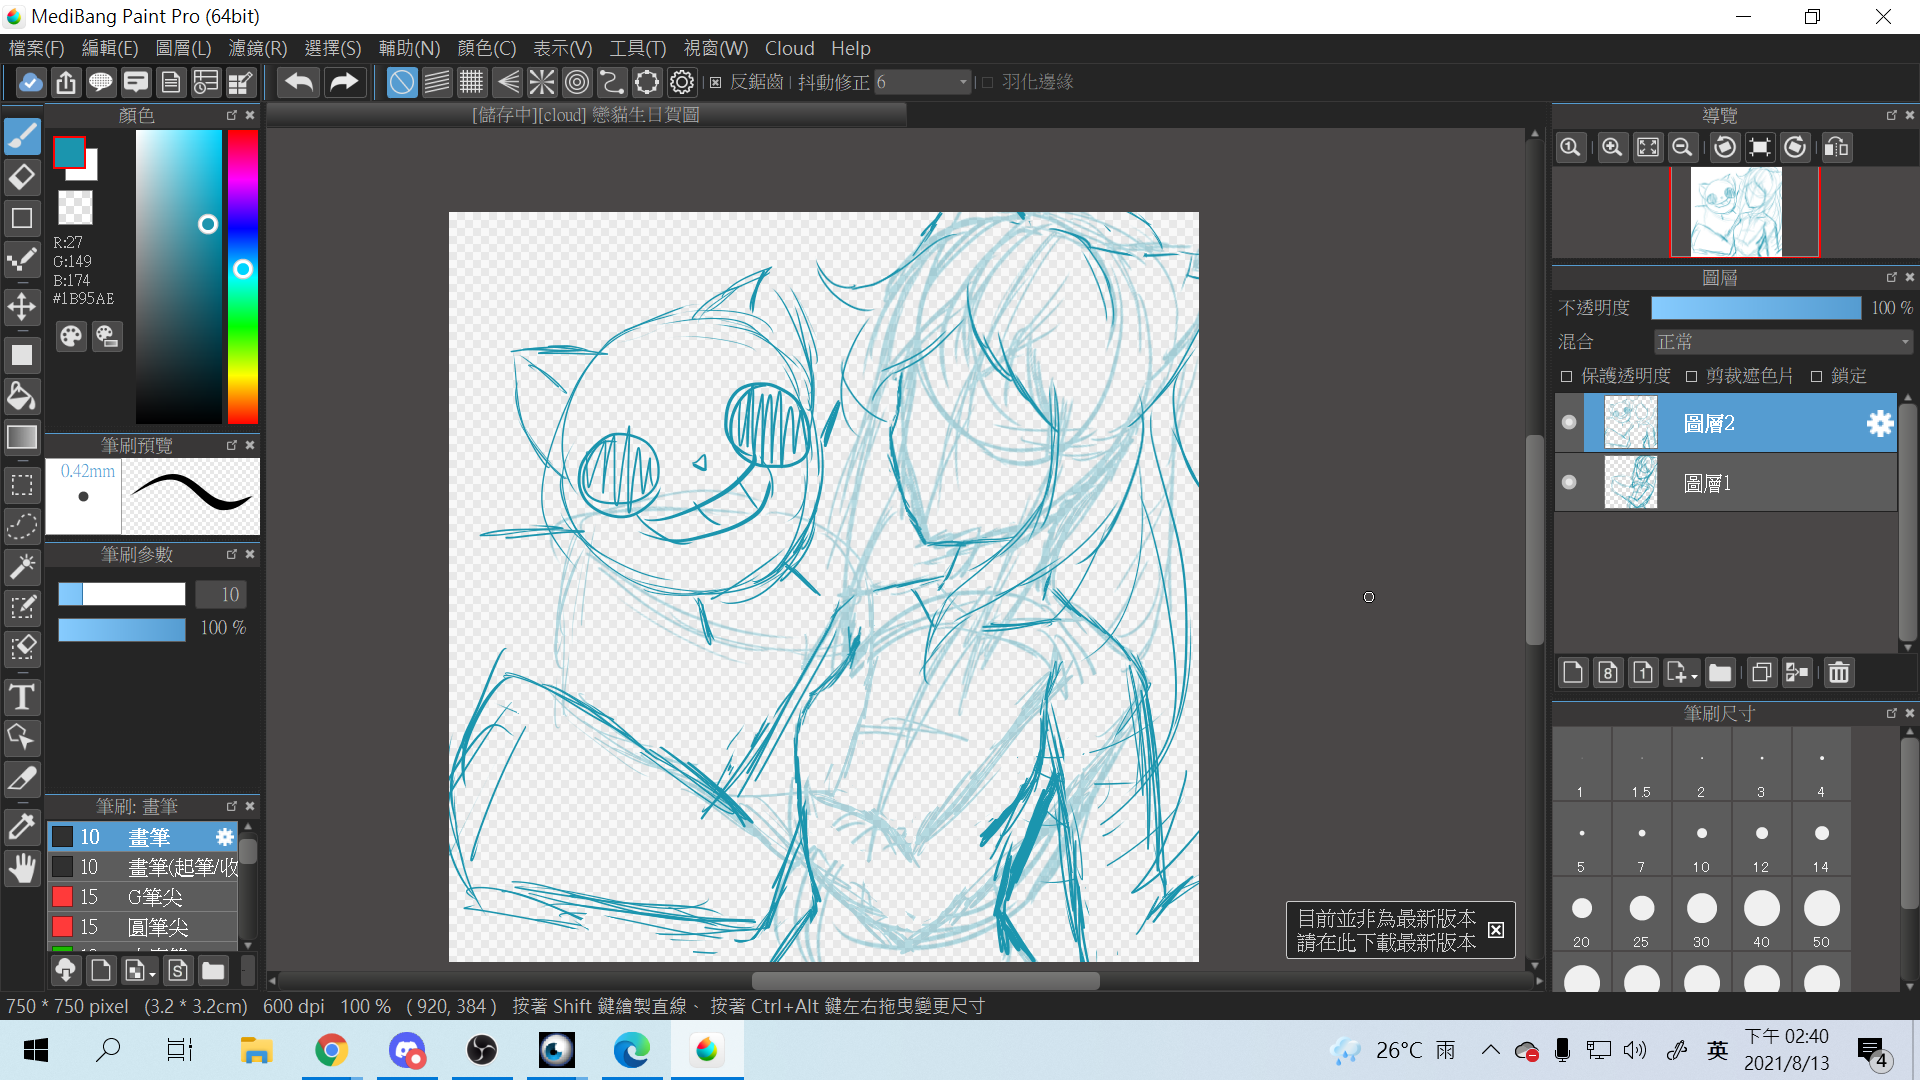 MediBang Paint Pro (64bit)
檔案(F) 編輯(E) 圖層(L) 濾鏡(R) 選擇(S) 輔助(N) 顏色(C) 表示(V) 工具(T) 視窗(W) Cloud Help
反鋸齒 抖動修正 6 羽化邊緣
[儲存中][cloud] 戀貓生日賀圖
顏色
R:27
G:149
B:174
#1B95AE
筆刷預覽
0.42mm
筆刷參數
10
100 %
筆刷: 畫筆
10 畫筆
10 畫筆(起筆/收
15 G筆尖
15 圓筆尖
導覽
圖層
不透明度 100 %
混合 正常
保護透明度 剪裁遮色片 鎖定
圖層2
圖層1
筆刷尺寸
1 1.5 2 3 4
5 7 10 12 14
20 25 30 40 50
目前並非為最新版本
請在此下載最新版本
750 * 750 pixel (3.2 * 3.2cm) 600 dpi 100 % ( 920, 384 ) 按著 Shift 鍵繪製直線、 按著 Ctrl+Alt 鍵左右拖曳變更尺寸
26°C 雨
英
下午 02:40
2021/8/13
4